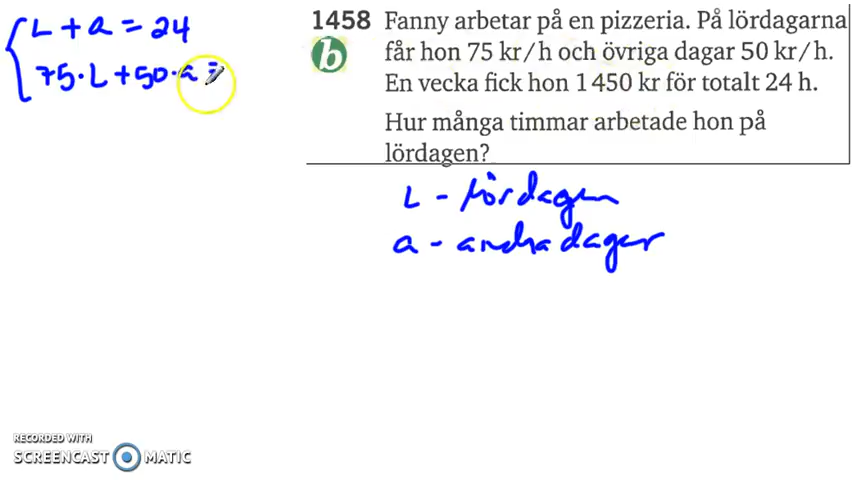 L + a = 24
75·L + 50·a =
1458 Fanny arbetar på en pizzeria. På lördagarna
b får hon 75 kr/h och övriga dagar 50 kr/h.
En vecka fick hon 1 450 kr för totalt 24 h.
Hur många timmar arbetade hon på
lördagen?
L - lördagen
a - andra dagar
RECORDED WITH
SCREENCAST MATIC